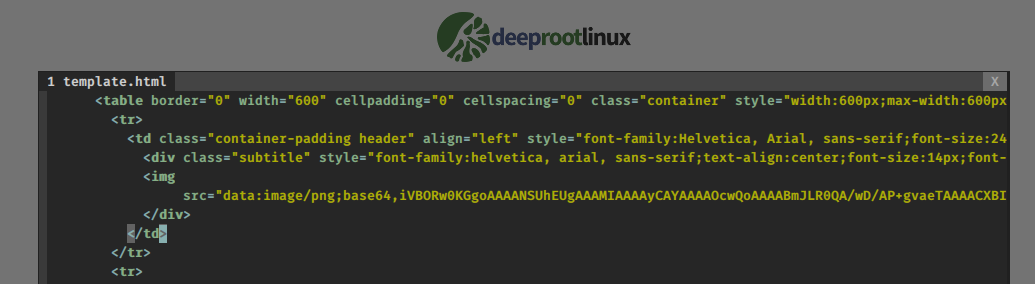 deeprootlinux
1 template.html X
<table border="0" width="600" cellpadding="0" cellspacing="0" class="container" style="width:600px;max-width:600px
<tr>
<td class="container-padding header" align="left" style="font-family:Helvetica, Arial, sans-serif;font-size:24
<div class="subtitle" style="font-family:helvetica, arial, sans-serif;text-align:center;font-size:14px;font-
<img
src="data:image/png;base64,iVBORw0KGgoAAAANSUhEUgAAAMIAAAAyCAYAAAAOcwQoAAAABmJLR0QA/wD/AP+gvaeTAAAACXBI
</div>
</td>
</tr>
<tr>